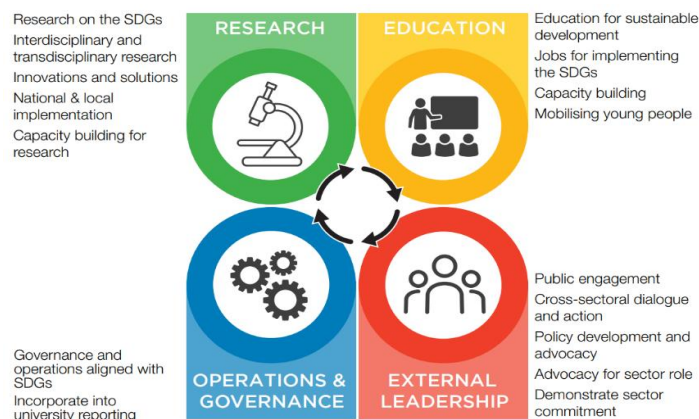 Research on the SDGs
Interdisciplinary and
transdisciplinary research
Innovations and solutions
National & local
implementation
Capacity building for
research
RESEARCH
EDUCATION
Education for sustainable
development
Jobs for implementing
the SDGs
Capacity building
Mobilising young people
Governance and
operations aligned with
SDGs
Incorporate into
university reporting
OPERATIONS &
GOVERNANCE
EXTERNAL
LEADERSHIP
Public engagement
Cross-sectoral dialogue
and action
Policy development and
advocacy
Advocacy for sector role
Demonstrate sector
commitment